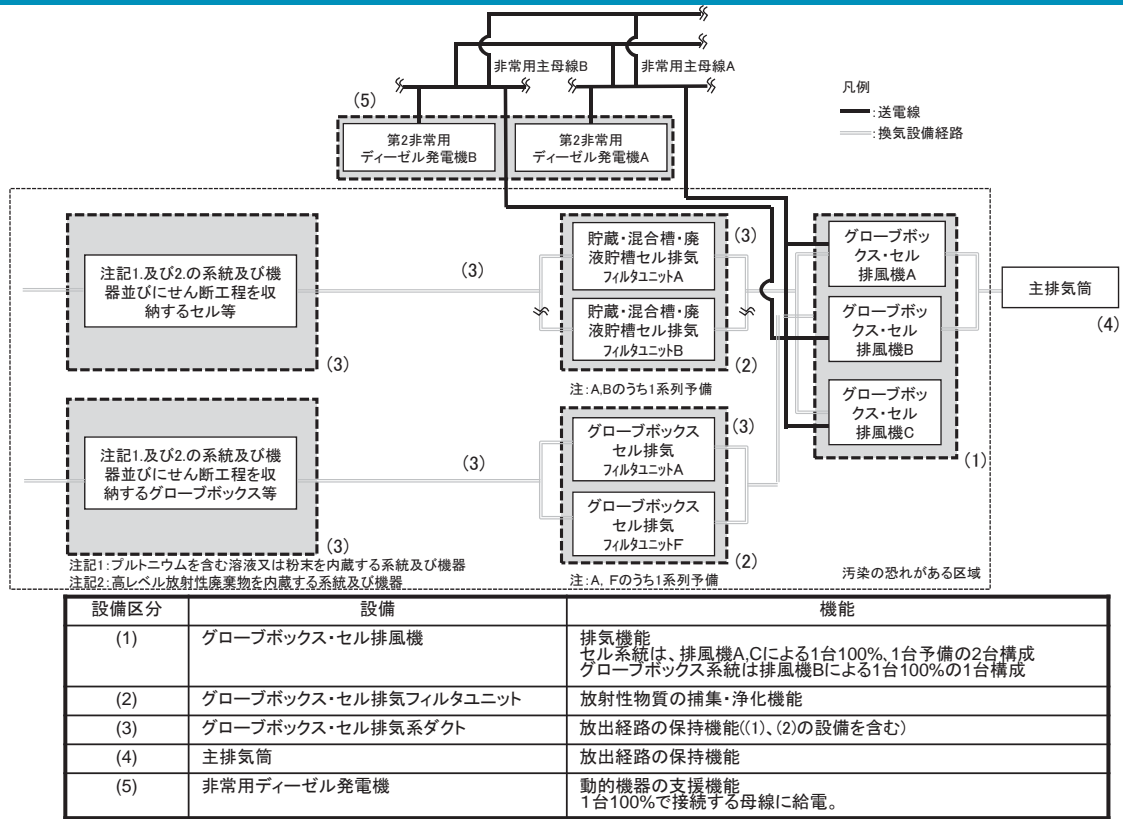 非常用主母線B
非常用主母線A
凡例
:送電線
:換気設備経路
(5)
第2非常用
ディーゼル発電機B
第2非常用
ディーゼル発電機A
注記1.及び2.の系統及び機
器並びにせん断工程を収
納するセル等
(3)
(3)
貯蔵・混合槽・廃
液貯槽セル排気
フィルタユニットA
(3)
貯蔵・混合槽・廃
液貯槽セル排気
フィルタユニットB
(2)
注:A,Bのうち1系列予備
グローブボッ
クス・セル
排風機A
グローブボッ
クス・セル
排風機B
グローブボッ
クス・セル
排風機C
(1)
主排気筒
(4)
注記1.及び2.の系統及び機
器並びにせん断工程を収
納するグローブボックス等
(3)
(3)
グローブボックス
セル排気
フィルタユニットA
(3)
グローブボックス
セル排気
フィルタユニットF
(2)
注:A, Fのうち1系列予備
注記1:プルトニウムを含む溶液又は粉末を内蔵する系統及び機器
注記2:高レベル放射性廃棄物を内蔵する系統及び機器
汚染の恐れがある区域
設備区分 設備 機能
(1) グローブボックス・セル排風機 排気機能
セル系統は、排風機A,Cによる1台100%、1台予備の2台構成
グローブボックス系統は排風機Bによる1台100%の1台構成
(2) グローブボックス・セル排気フィルタユニット 放射性物質の捕集・浄化機能
(3) グローブボックス・セル排気系ダクト 放出経路の保持機能((1)、(2)の設備を含む)
(4) 主排気筒 放出経路の保持機能
(5) 非常用ディーゼル発電機 動的機器の支援機能
1台100%で接続する母線に給電。